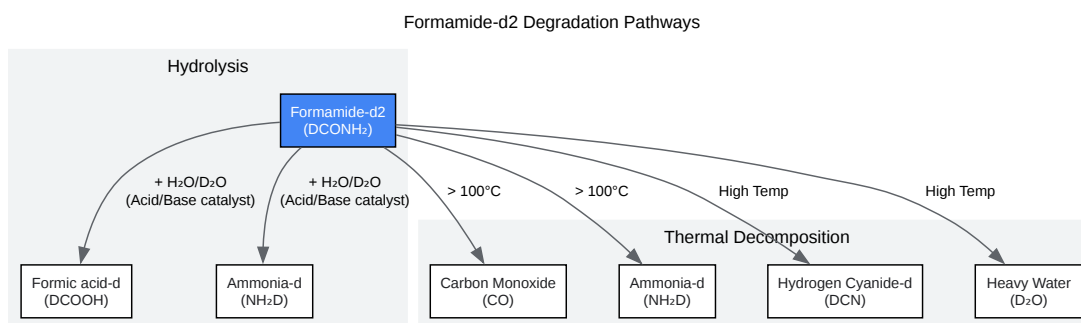 Formamide-d2 Degradation Pathways
Hydrolysis
Formamide-d2
(DCONH₂)
+ H₂O/D₂O
(Acid/Base catalyst)
+ H₂O/D₂O
(Acid/Base catalyst)
> 100°C
> 100°C
High Temp
High Temp
Thermal Decomposition
Formic acid-d
(DCOOH)
Ammonia-d
(NH₂D)
Carbon Monoxide
(CO)
Ammonia-d
(NH₂D)
Hydrogen Cyanide-d
(DCN)
Heavy Water
(D₂O)